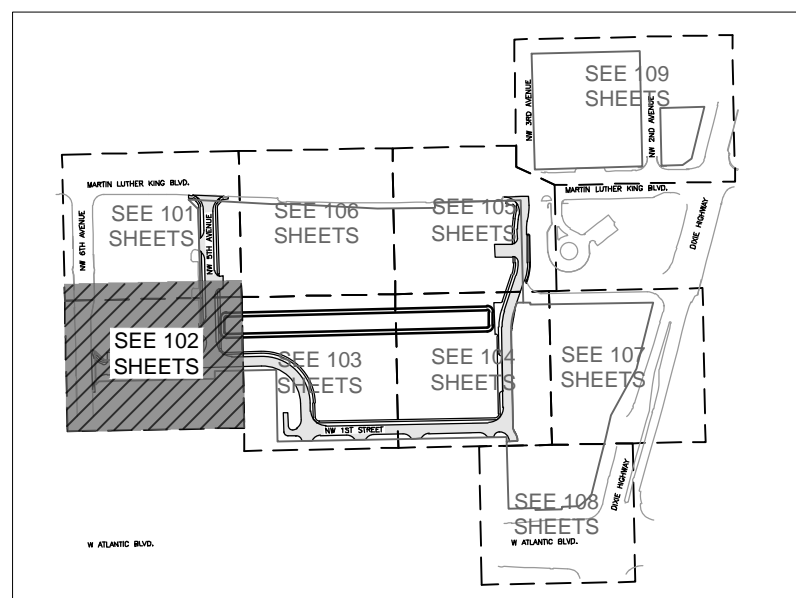 SEE 109
SHEETS
NW 3RD AVENUE
NW 2ND AVENUE
MARTIN LUTHER KING BLVD.
MARTIN LUTHER KING BLVD.
SEE 101
SHEETS
SEE 106
SHEETS
SEE 105
SHEETS
NW 6TH AVENUE
NW 5TH AVENUE
DIXIE HIGHWAY
SEE 102
SHEETS
SEE 103
SHEETS
SEE 104
SHEETS
SEE 107
SHEETS
NW 1ST STREET
SEE 108
SHEETS
DIXIE HIGHWAY
W ATLANTIC BLVD.
W ATLANTIC BLVD.